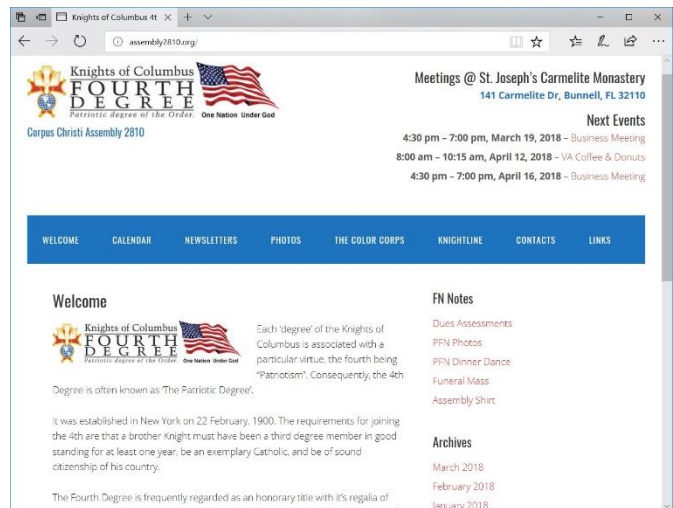 Knights of Columbus 4t
assembly2810.org/
Knights of Columbus
FOURTH
DEGREE
Patriotic degree of the Order.
One Nation Under God
Corpus Christi Assembly 2810
Meetings @ St. Joseph's Carmelite Monastery
141 Carmelite Dr, Bunnell, FL 32110
Next Events
4:30 pm – 7:00 pm, March 19, 2018 – Business Meeting
8:00 am – 10:15 am, April 12, 2018 – VA Coffee & Donuts
4:30 pm – 7:00 pm, April 16, 2018 – Business Meeting
WELCOME CALENDAR NEWSLETTERS PHOTOS THE COLOR CORPS KNIGHTLINE CONTACTS LINKS
Welcome
Knights of Columbus
FOURTH
DEGREE
Patriotic degree of the Order.
One Nation Under God
Each 'degree' of the Knights of
Columbus is associated with a
particular virtue, the fourth being
"Patriotism". Consequently, the 4th
Degree is often known as 'The Patriotic Degree'.
It was established in New York on 22 February, 1900. The requirements for joining
the 4th are that a brother Knight must have been a third degree member in good
standing for at least one year, be an exemplary Catholic, and be of sound
citizenship of his country.
The Fourth Degree is frequently regarded as an honorary title with it's regalia of
FN Notes
Dues Assessments
PFN Photos
PFN Dinner Dance
Funeral Mass
Assembly Shirt
Archives
March 2018
February 2018
January 2018